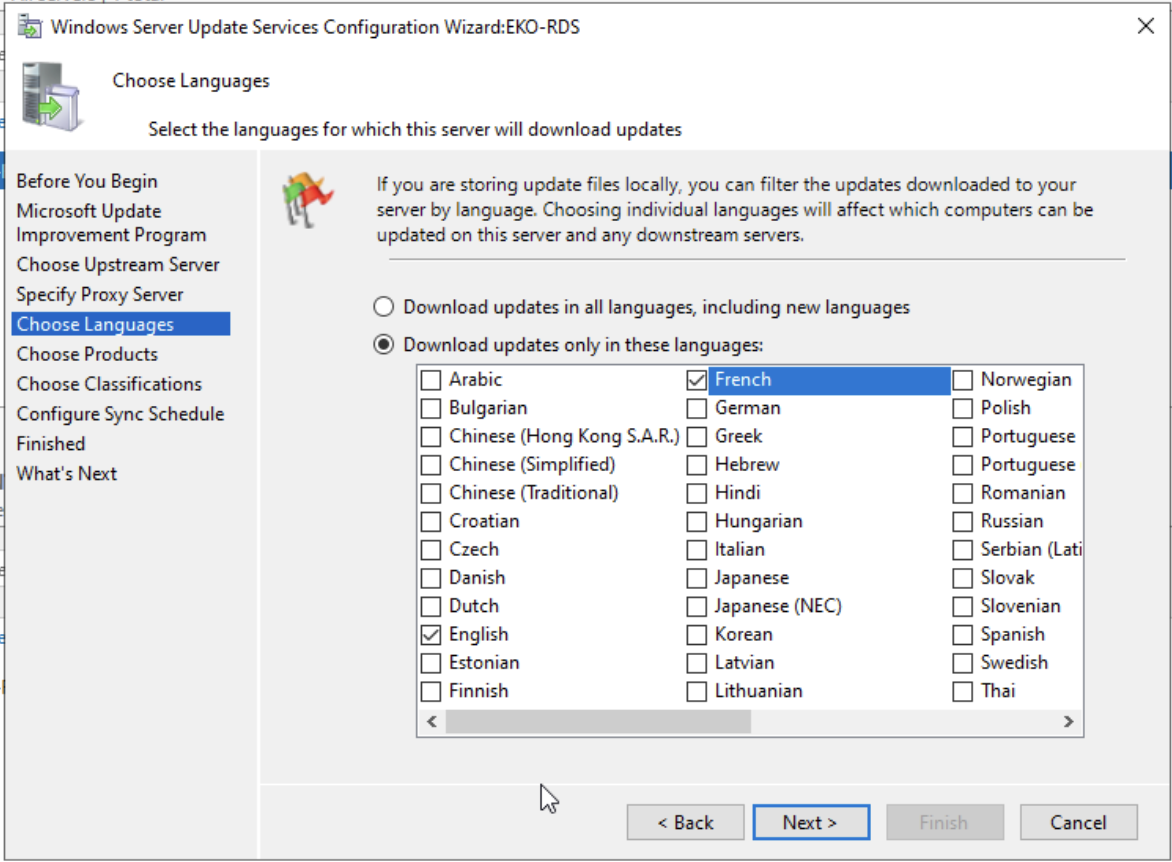 Windows Server Update Services Configuration Wizard:EKO-RDS
Choose Languages
Select the languages for which this server will download updates
Before You Begin
Microsoft Update
Improvement Program
Choose Upstream Server
Specify Proxy Server
Choose Languages
Choose Products
Choose Classifications
Configure Sync Schedule
Finished
What's Next
If you are storing update files locally, you can filter the updates downloaded to your
server by language. Choosing individual languages will affect which computers can be
updated on this server and any downstream servers.
Download updates in all languages, including new languages
Download updates only in these languages:
Arabic
Bulgarian
Chinese (Hong Kong S.A.R.)
Chinese (Simplified)
Chinese (Traditional)
Croatian
Czech
Danish
Dutch
English
Estonian
Finnish
French
German
Greek
Hebrew
Hindi
Hungarian
Italian
Japanese
Japanese (NEC)
Korean
Latvian
Lithuanian
Norwegian
Polish
Portuguese
Portuguese
Romanian
Russian
Serbian (Lati
Slovak
Slovenian
Spanish
Swedish
Thai
< Back
Next >
Finish
Cancel